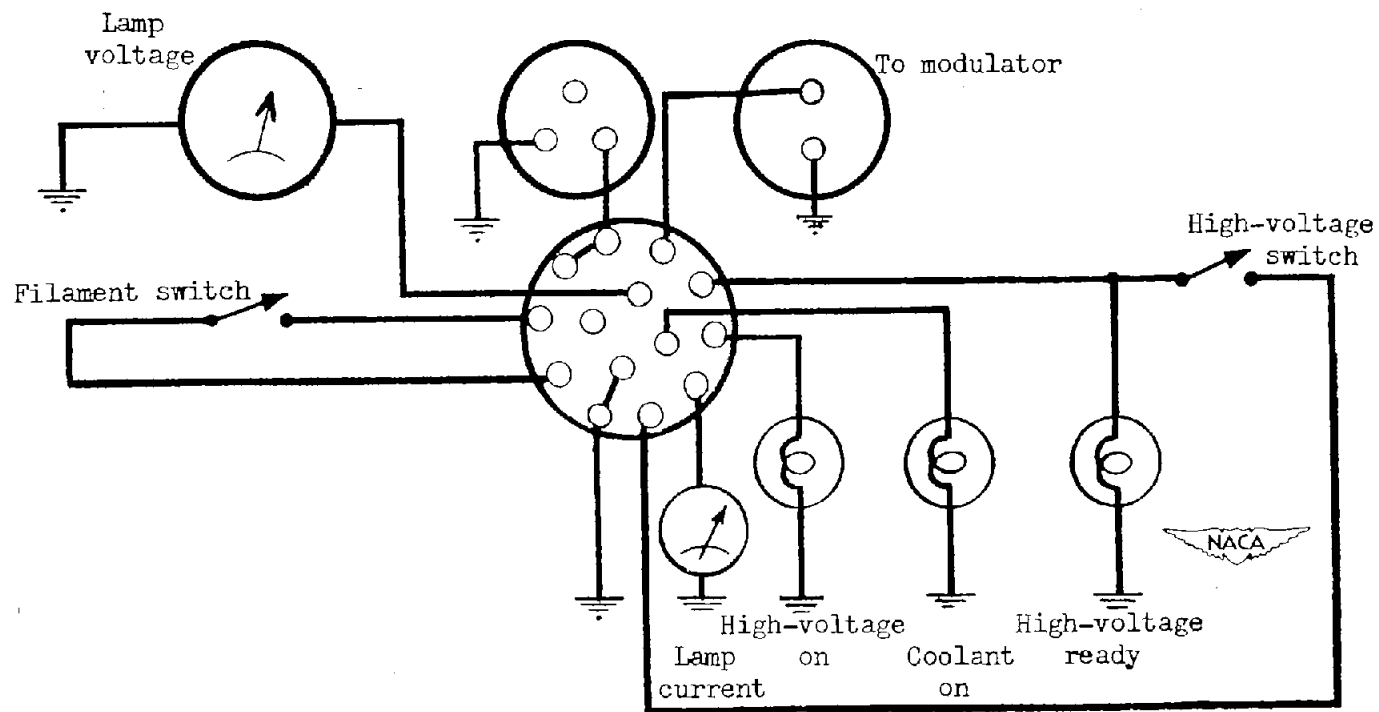 Lamp
voltage
To modulator
High-voltage
switch
Filament switch
NACA
High-voltage
on
Lamp
current
Coolant
on
High-voltage
ready